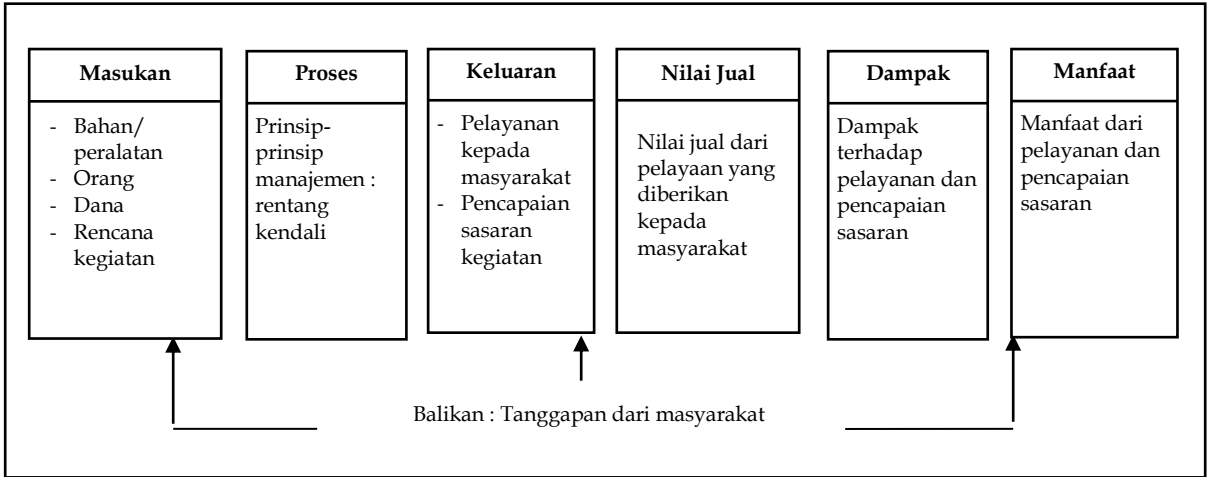 Masukan
- Bahan/
peralatan
- Orang
- Dana
- Rencana
kegiatan
Proses
Prinsip-
prinsip
manajemen :
rentang
kendali
Keluaran
- Pelayanan
kepada
masyarakat
- Pencapaian
sasaran
kegiatan
Nilai Jual
Nilai jual dari
pelayaan yang
diberikan
kepada
masyarakat
Dampak
Dampak
terhadap
pelayanan dan
pencapaian
sasaran
Manfaat
Manfaat dari
pelayanan dan
pencapaian
sasaran
Balikan : Tanggapan dari masyarakat